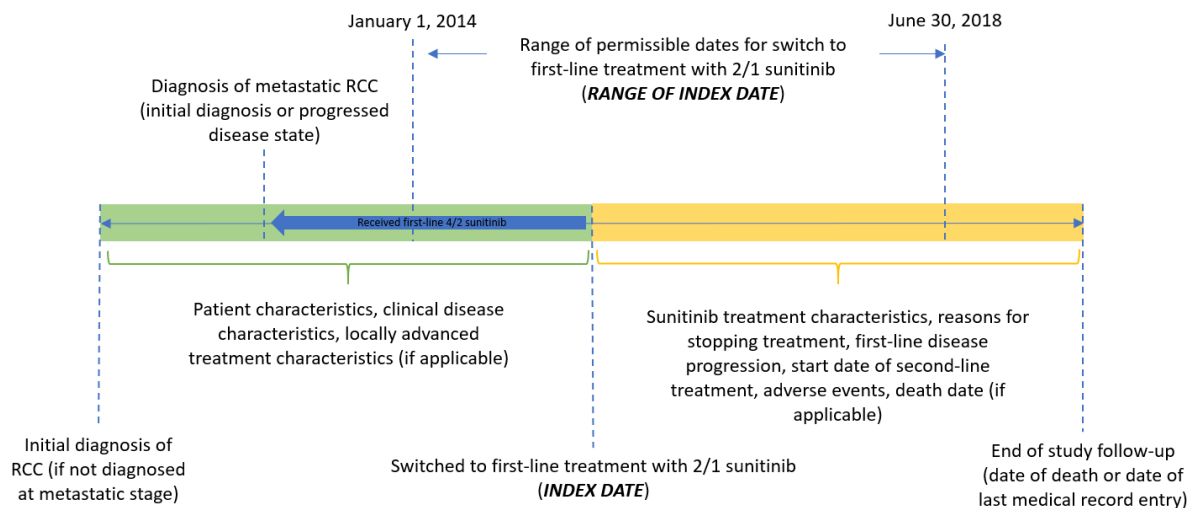 January 1, 2014
June 30, 2018
Range of permissible dates for switch to
first-line treatment with 2/1 sunitinib
(RANGE OF INDEX DATE)
Diagnosis of metastatic RCC
(initial diagnosis or progressed
disease state)
Received first-line 4/2 sunitinib
Patient characteristics, clinical disease
characteristics, locally advanced
treatment characteristics (if applicable)
Sunitinib treatment characteristics, reasons for
stopping treatment, first-line disease
progression, start date of second-line
treatment, adverse events, death date (if
applicable)
Initial diagnosis of
RCC (if not diagnosed
at metastatic stage)
Switched to first-line treatment with 2/1 sunitinib
(INDEX DATE)
End of study follow-up
(date of death or date of
last medical record entry)